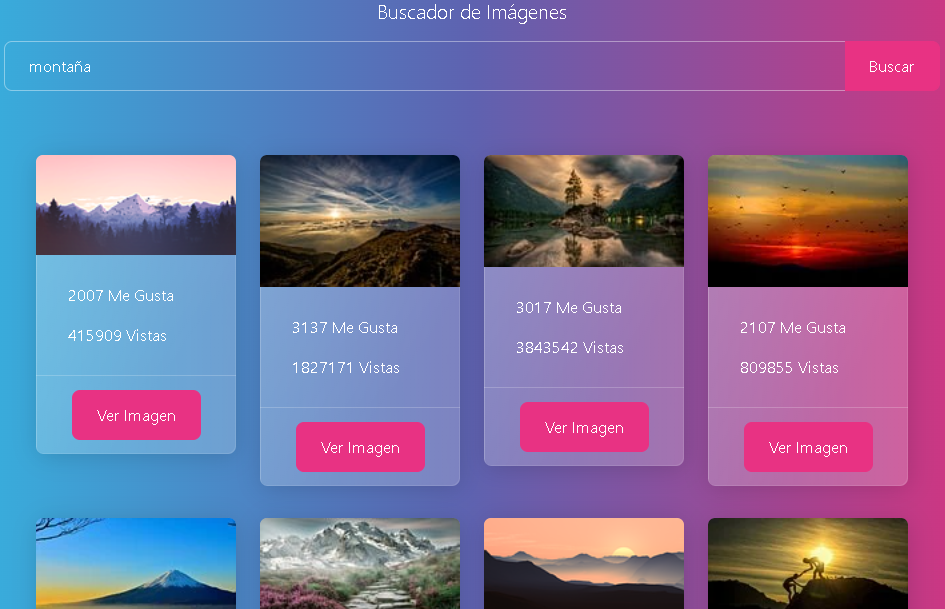 Buscador de Imágenes
montaña
Buscar
2007 Me Gusta
415909 Vistas
Ver Imagen
3137 Me Gusta
1827171 Vistas
Ver Imagen
3017 Me Gusta
3843542 Vistas
Ver Imagen
2107 Me Gusta
809855 Vistas
Ver Imagen